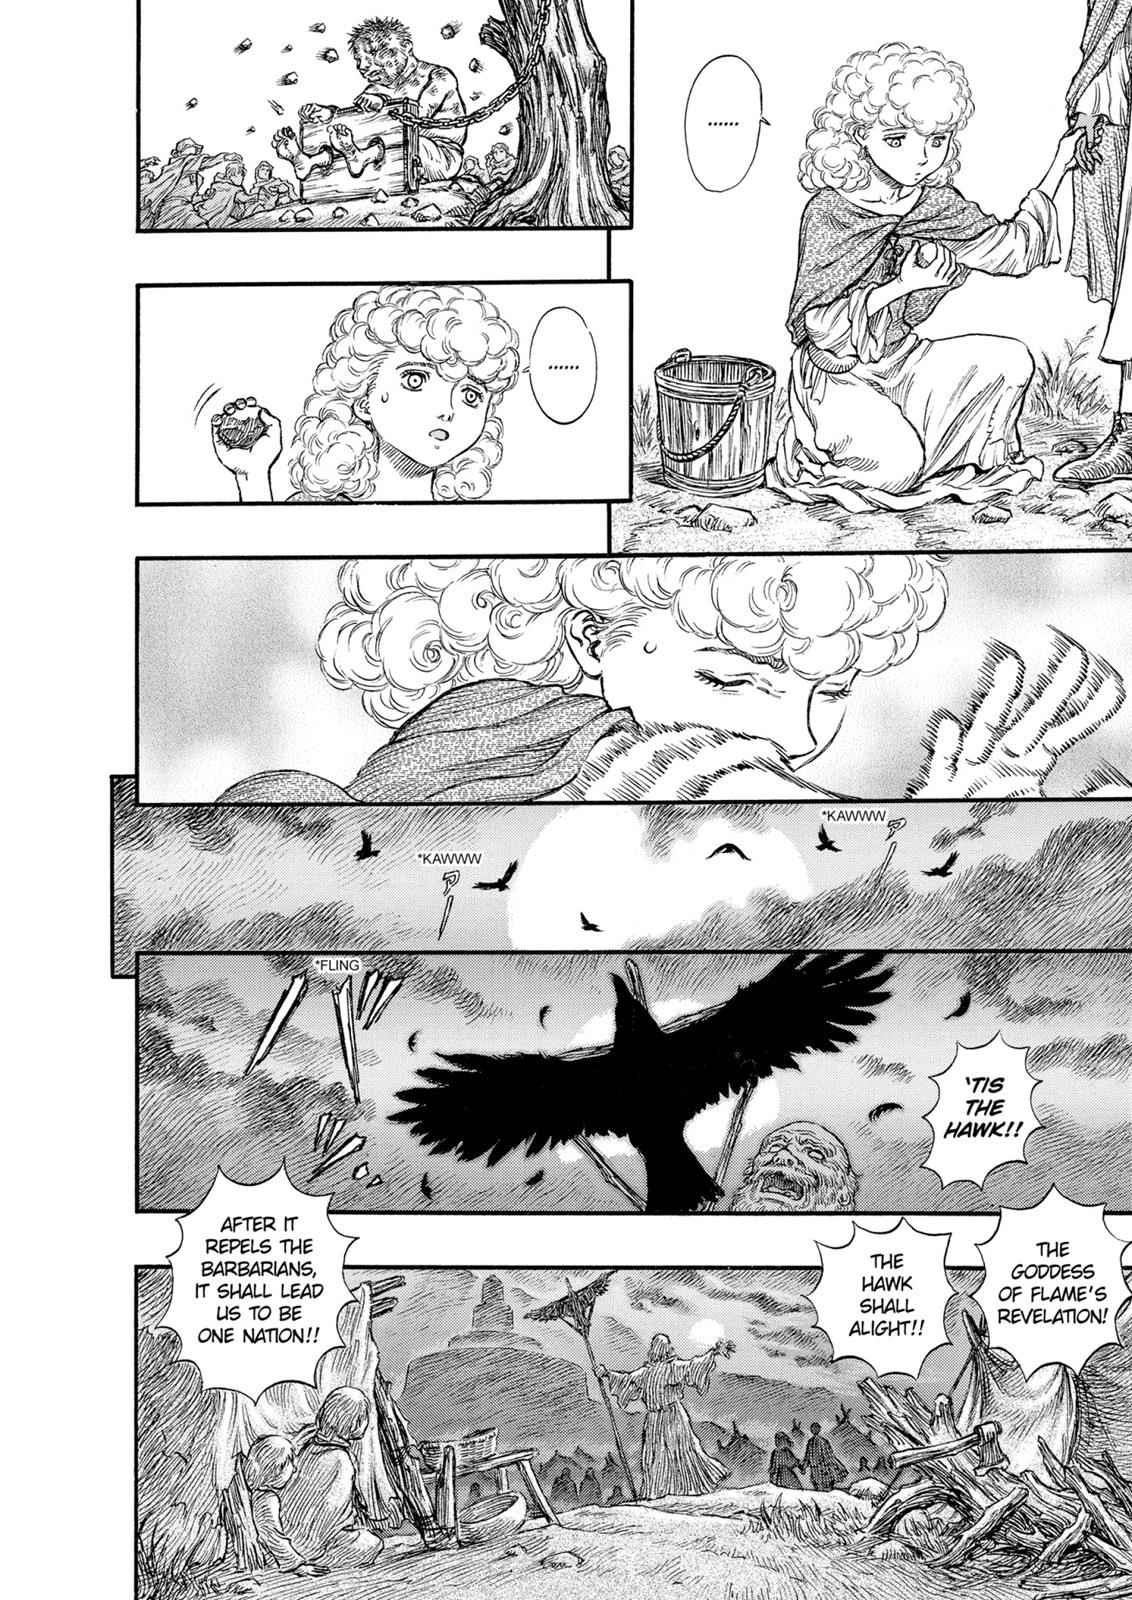 ......
......
*KAWWW
*KAWWW
*FLING
'TIS
THE
HAWK!!
THE
GODDESS
OF FLAME'S
REVELATION!
THE
HAWK
SHALL
ALIGHT!!
AFTER IT
REPELS THE
BARBARIANS,
IT SHALL LEAD
US TO BE
ONE NATION!!